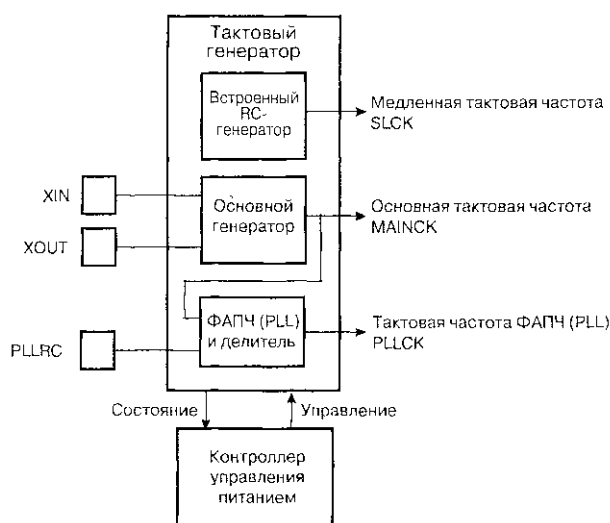 Тактовый
генератор
Встроенный
RC-
генератор
Медленная тактовая частота
SLCK
XIN
XOUT
Основной
генератор
Основная тактовая частота
MAINCK
PLLRC
ФАПЧ (PLL)
и делитель
Тактовая частота ФАПЧ (PLL)
PLLCK
Состояние
Управление
Контроллер
управления
питанием